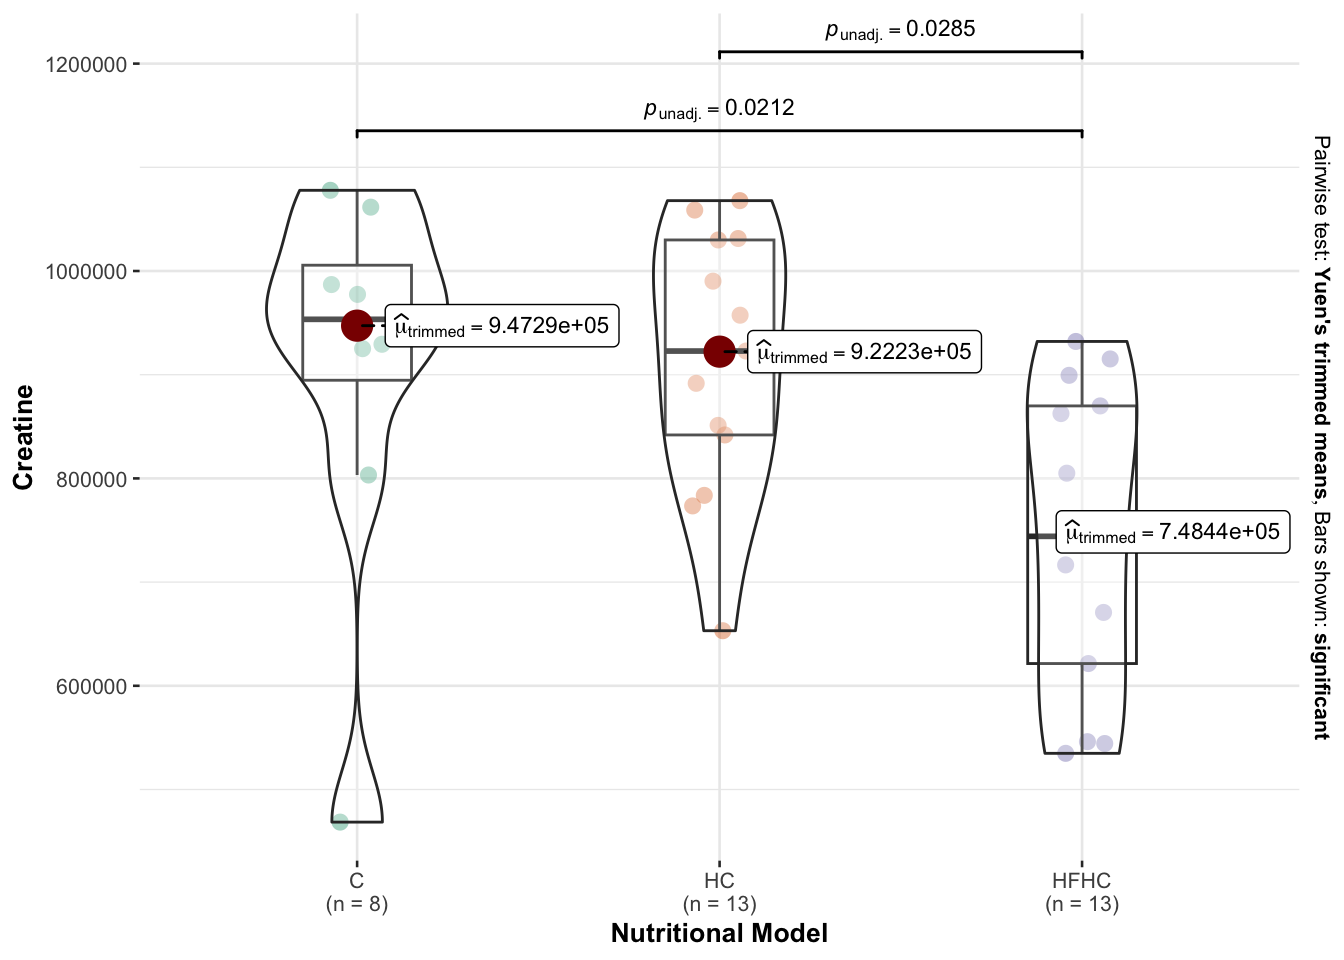 p unadj. = 0.0285
1200000
p unadj. = 0.0212
1000000
μ̂trimmed = 9.4729e+05
μ̂trimmed = 9.2223e+05
800000
μ̂trimmed = 7.4844e+05
600000
Creatine
C
(n = 8)
HC
(n = 13)
HFHC
(n = 13)
Nutritional Model
Pairwise test: Yuen's trimmed means, Bars shown: significant